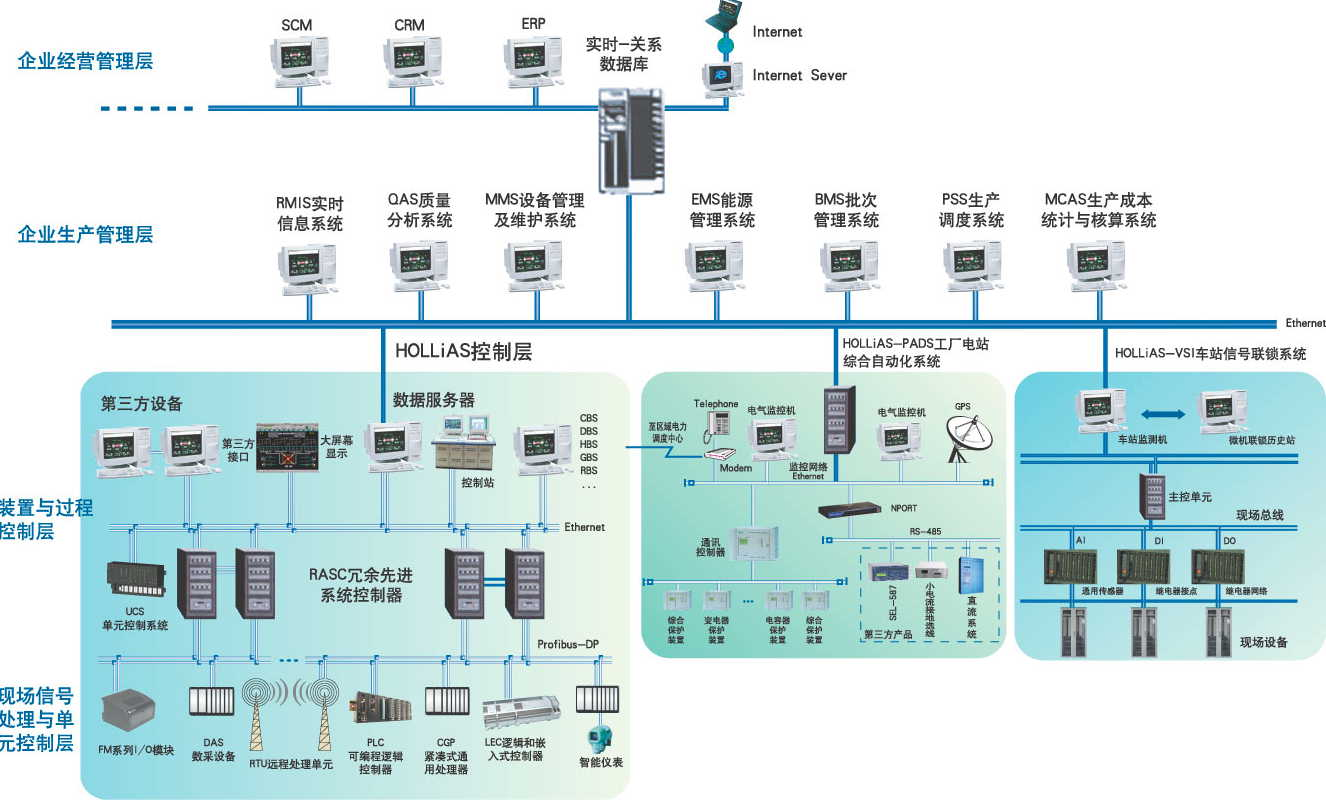 SCM
CRM
ERP
实时-关系
数据库
Internet
Internet Sever
企业经营管理层
企业生产管理层
RMIS实时
信息系统
QAS质量
分析系统
MMS设备管理
及维护系统
EMS能源
管理系统
BMS批次
管理系统
PSS生产
调度系统
MCAS生产成本
统计与核算系统
Ethernet
HOLLiAS控制层
HOLLiAS-PADS工厂电站
综合自动化系统
HOLLiAS-VSI车站信号联锁系统
装置与过程
控制层
第三方设备
第三方
接口
大屏幕
显示
数据服务器
控制站
CBS
DBS
HBS
GBS
RBS
...
Ethernet
UCS
单元控制系统
RASC冗余先进
系统控制器
Profibus-DP
...
现场信号
处理与单
元控制层
FM系列I/O模块
DAS
数采设备
RTU远程处理单元
PLC
可编程逻辑
控制器
CGP
紧凑式通
用处理器
LEC逻辑和嵌
入式控制器
智能仪表
至区域电力
调度中心
Telephone
Modem
电气监控机
监控网络
Ethernet
电气监控机
GPS
NPORT
RS-485
通讯
控制器
综合
保护
装置
变电器
保护
装置
...
电容器
保护
装置
综合
保护
装置
SEL-587
小电流接地选线
直流系统
第三方产品
车站监测机
微机联锁历史站
主控单元
现场总线
AI
DI
DO
通用传感器
继电器接点
继电器网络
现场设备